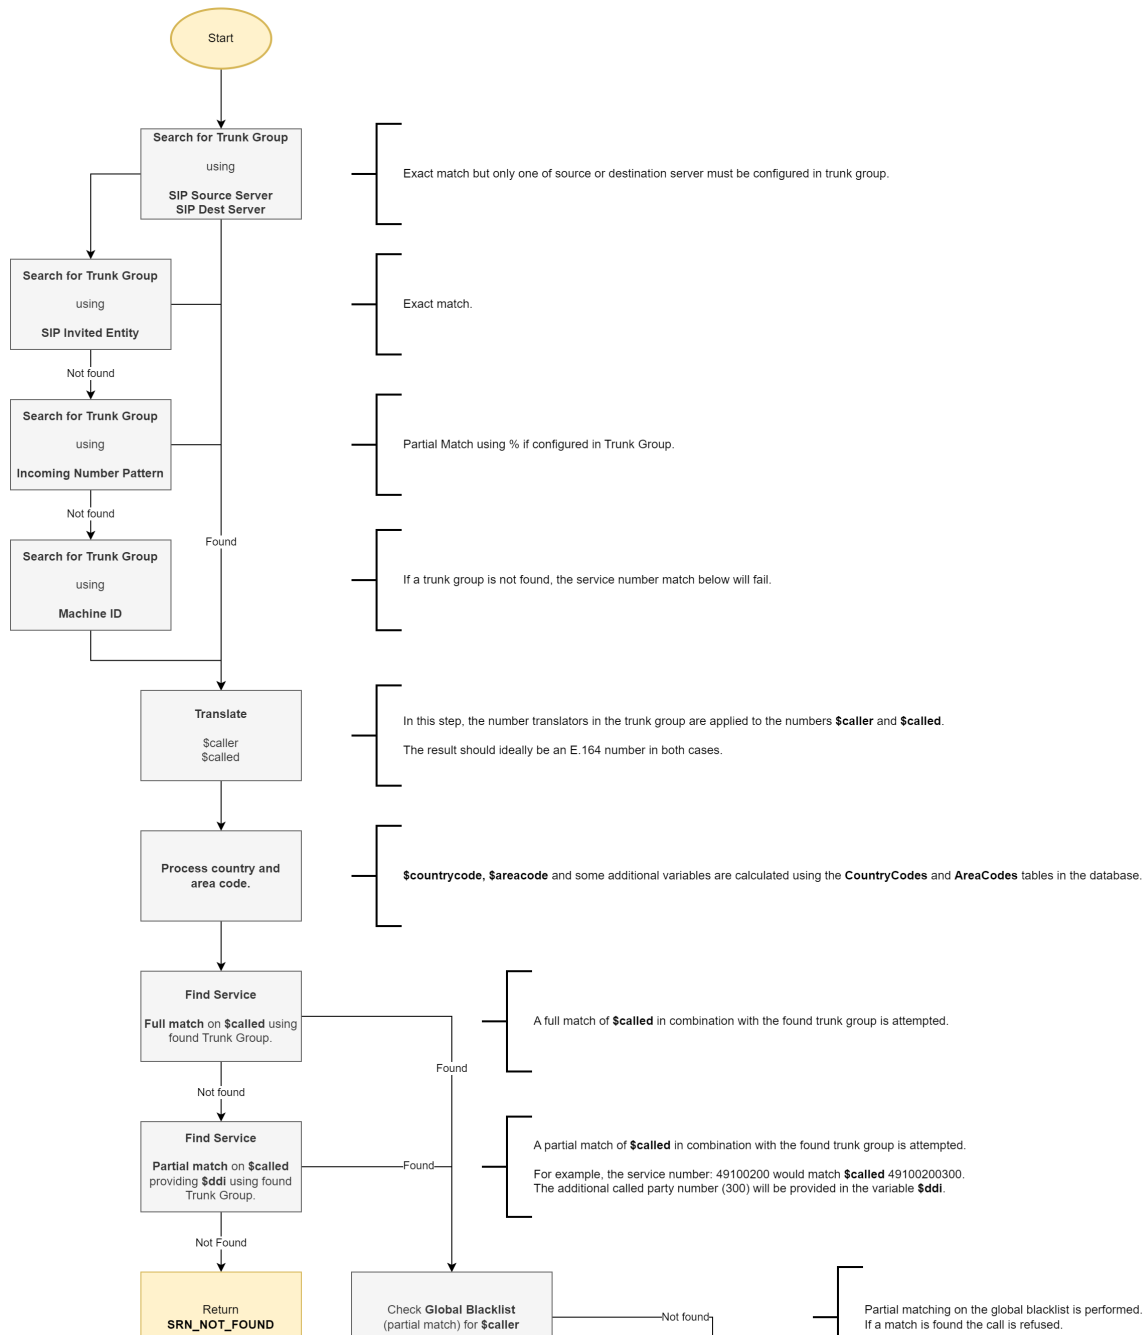 Start
Search for Trunk Group
using
SIP Source Server
SIP Dest Server
Exact match but only one of source or destination server must be configured in trunk group.
Search for Trunk Group
using
SIP Invited Entity
Exact match.
Not found
Search for Trunk Group
using
Incoming Number Pattern
Partial Match using % if configured in Trunk Group.
Not found
Found
Search for Trunk Group
using
Machine ID
If a trunk group is not found, the service number match below will fail.
Translate
$caller
$called
In this step, the number translators in the trunk group are applied to the numbers $caller and $called.
The result should ideally be an E.164 number in both cases.
Process country and
area code.
$countrycode, $areacode and some additional variables are calculated using the CountryCodes and AreaCodes tables in the database.
Find Service
Full match on $called using
found Trunk Group.
A full match of $called in combination with the found trunk group is attempted.
Found
Not found
Find Service
Partial match on $called
providing $ddi using found
Trunk Group.
Found
A partial match of $called in combination with the found trunk group is attempted.
For example, the service number: 49100200 would match $called 49100200300.
The additional called party number (300) will be provided in the variable $ddi.
Not Found
Return
SRN_NOT_FOUND
Check Global Blacklist
(partial match) for $caller
Not found
Partial matching on the global blacklist is performed.
If a match is found the call is refused.